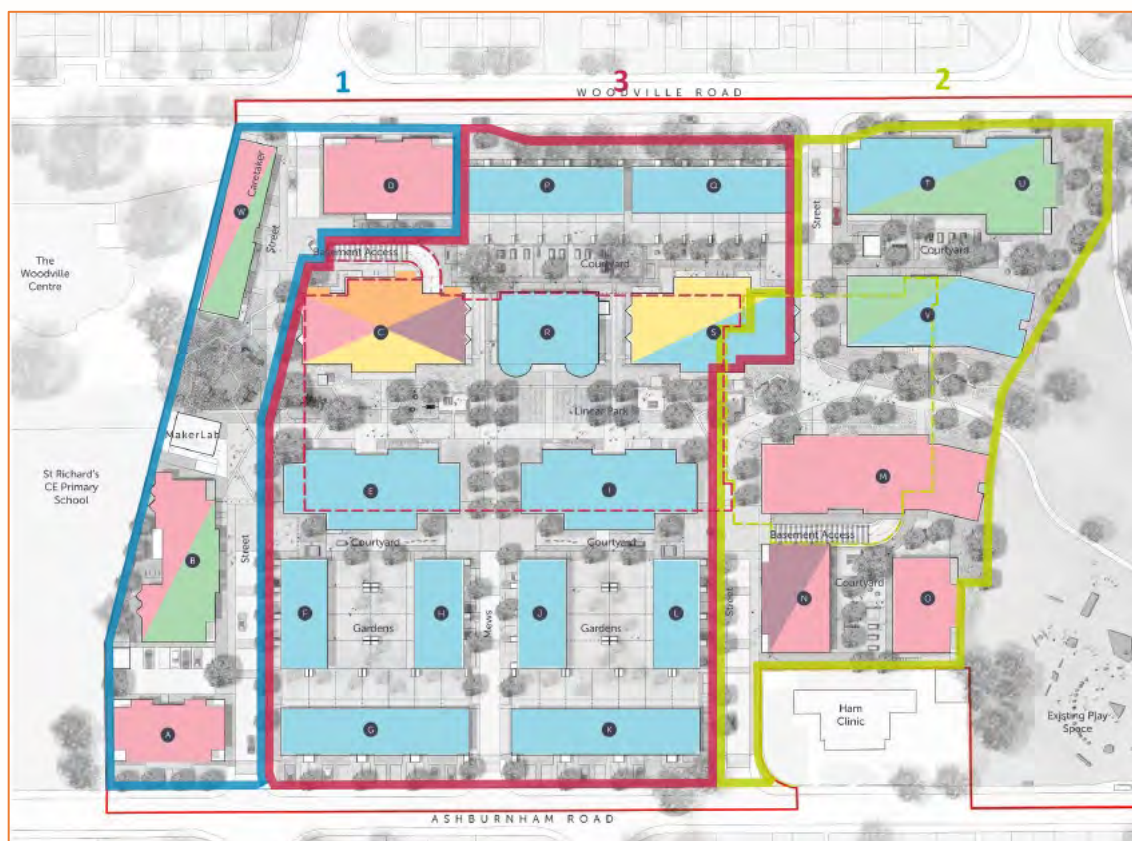 1
3
2
WOODVILLE ROAD
Caretaker
W
D
P
Q
T
U
Street
Street
Basement Access
Courtyard
Courtyard
The
Woodville
Centre
C
R
S
V
Linear Park
MakerLab
St Richard's
CE Primary
School
E
I
M
Street
Courtyard
Courtyard
Basement Access
B
F
Gardens
H
Mews
J
Gardens
L
Street
N
Courtyard
O
A
G
K
Ham
Clinic
Existing Play
Space
ASHBURNHAM ROAD